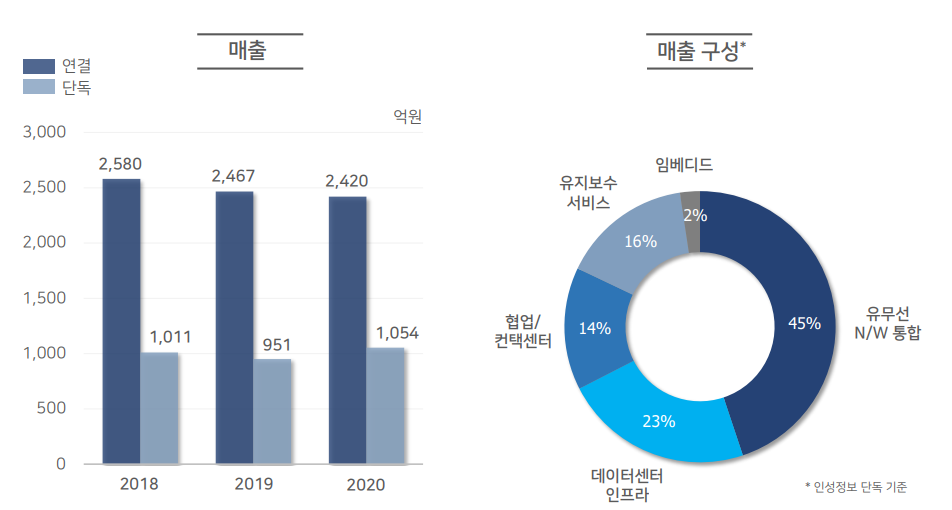 매출
연결
단독
억원
3,000
2,500
2,000
1,500
1,000
500
0
2,580
1,011
2,467
951
2,420
1,054
2018
2019
2020
매출 구성*
임베디드
2%
유지보수
서비스
16%
협업/
컨택센터
14%
유무선
N/W 통합
45%
23%
데이터센터
인프라
* 인성정보 단독 기준